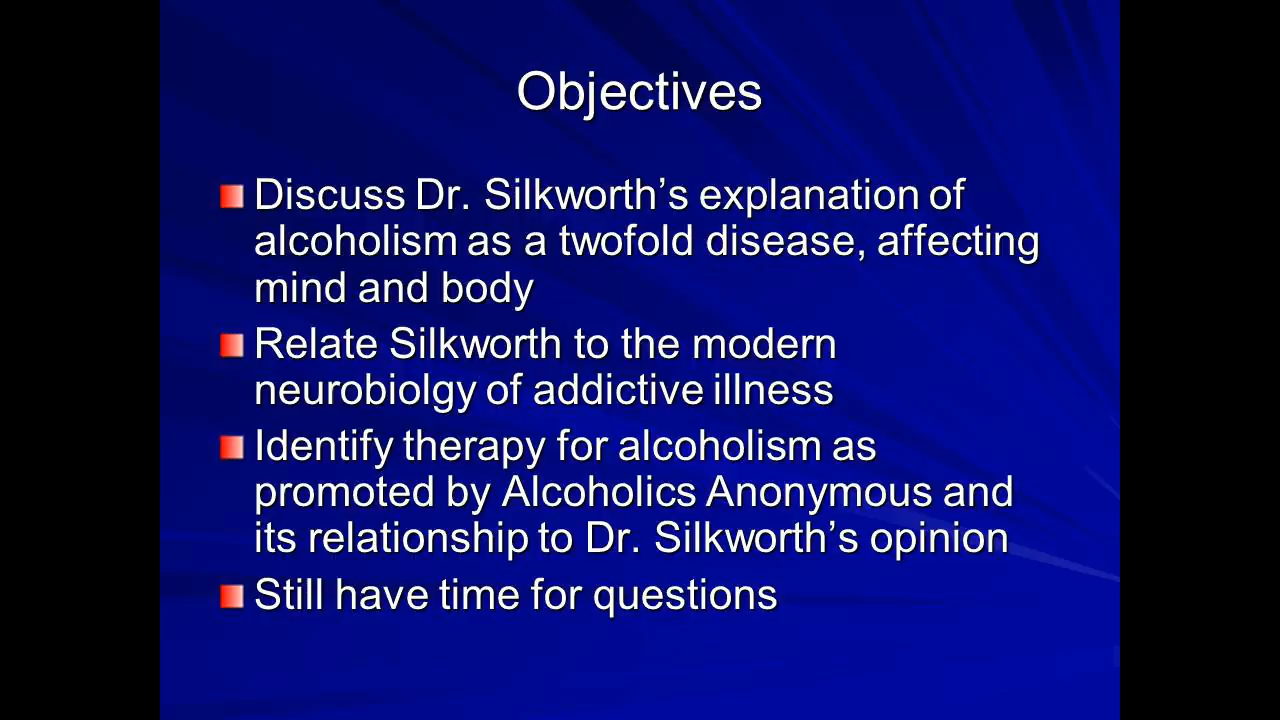 Objectives
Discuss Dr. Silkworth’s explanation of
alcoholism as a twofold disease, affecting
mind and body
Relate Silkworth to the modern
neurobiolgy of addictive illness
Identify therapy for alcoholism as
promoted by Alcoholics Anonymous and
its relationship to Dr. Silkworth’s opinion
Still have time for questions